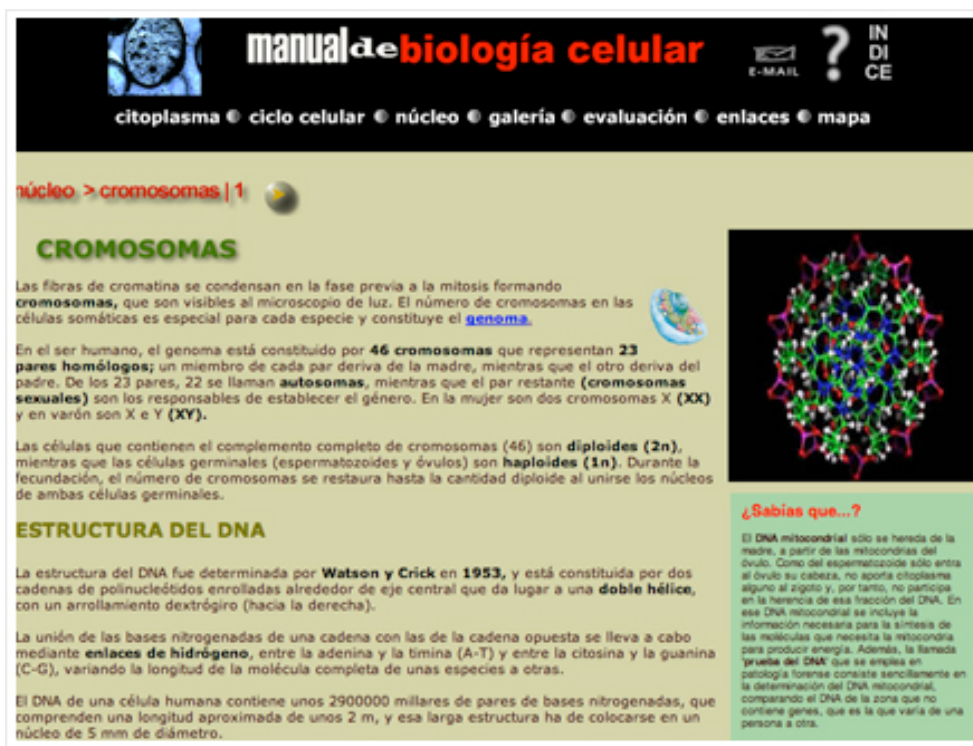 manual de biología celular
E-MAIL
?
IN
DI
CE
citoplasma ciclo celular núcleo galería evaluación enlaces mapa
núcleo > cromosomas | 1
CROMOSOMAS
Las fibras de cromatina se condensan en la fase previa a la mitosis formando
cromosomas, que son visibles al microscopio de luz. El número de cromosomas en las
células somáticas es especial para cada especie y constituye el genoma.
En el ser humano, el genoma está constituido por 46 cromosomas que representan 23
pares homólogos; un miembro de cada par deriva de la madre, mientras que el otro deriva del
padre. De los 23 pares, 22 se llaman autosomas, mientras que el par restante (cromosomas
sexuales) son los responsables de establecer el género. En la mujer son dos cromosomas X (XX)
y en varón son X e Y (XY).
Las células que contienen el complemento completo de cromosomas (46) son diploides (2n),
mientras que las células germinales (espermatozoides y óvulos) son haploides (1n). Durante la
fecundación, el número de cromosomas se restaura hasta la cantidad diploide al unirse los núcleos
de ambas células germinales.
ESTRUCTURA DEL DNA
La estructura del DNA fue determinada por Watson y Crick en 1953, y está constituida por dos
cadenas de polinucleótidos enrolladas alrededor de eje central que da lugar a una doble hélice,
con un arrollamiento dextrógiro (hacia la derecha).
La unión de las bases nitrogenadas de una cadena con las de la cadena opuesta se lleva a cabo
mediante enlaces de hidrógeno, entre la adenina y la timina (A-T) y entre la citosina y la guanina
(C-G), variando la longitud de la molécula completa de unas especies a otras.
El DNA de una célula humana contiene unos 2900000 millares de pares de bases nitrogenadas, que
comprenden una longitud aproximada de unos 2 m, y esa larga estructura ha de colocarse en un
núcleo de 5 mm de diámetro.
¿Sabías que...?
El DNA mitocondrial sólo se hereda de la
madre, a partir de las mitocondrias del
óvulo. Como del espermatozoide sólo entra
al óvulo su cabeza, no aporta citoplasma
alguno al zigoto y, por tanto, no participa
en la herencia de esa fracción del DNA. En
ese DNA mitocondrial se incluye la
información necesaria para la síntesis de
las moléculas que necesita la mitocondria
para producir energía. Además, la llamada
'prueba del DNA' que se emplea en
patología forense consiste sencillamente en
la determinación del DNA mitocondrial,
comparando el DNA de la zona que no
contiene genes, que es la que varía de una
persona a otra.